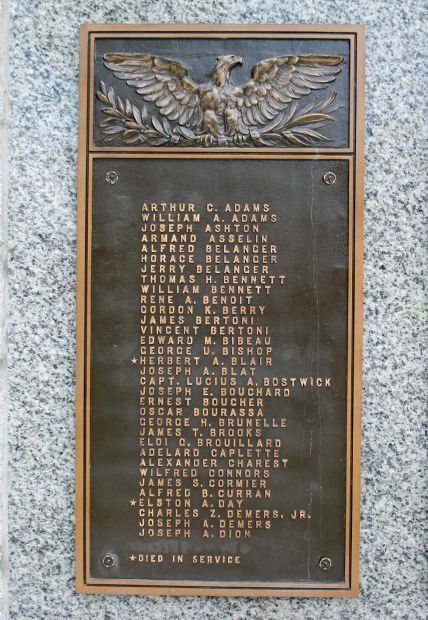 ARTHUR C. ADAMS
WILLIAM A. ADAMS
JOSEPH ASHTON
ARMAND ASSELIN
ALFRED BELANGER
HORACE BELANGER
JERRY BELANGER
THOMAS H. BENNETT
WILLIAM BENNETT
RENE A. BENOIT
GORDON K. BERRY
JAMES BERTONI
VINCENT BERTONI
EDWARD M. BIBEAU
GEORGE U. BISHOP
★HERBERT A. BLAIR
JOSEPH A. BLAT
CAPT. LUCIUS A. BOSTWICK
JOSEPH E. BOUCHARD
ERNEST BOUCHER
OSCAR BOURASSA
GEORGE H. BRUNELLE
JAMES T. BROOKS
ELOI C. BROUILLARD
ADELARD CAPLETTE
ALEXANDER CHAREST
WILFRED CONNORS
JAMES S. CORMIER
ALFRED B. CURRAN
★ELSTON A. DAY
CHARLES Z. DEMERS, JR.
JOSEPH A. DEMERS
JOSEPH A. DION
★DIED IN SERVICE